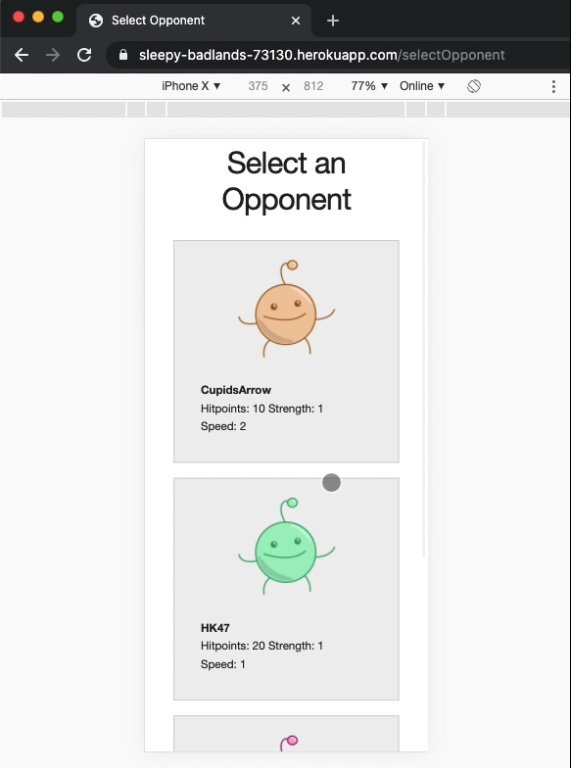 Select Opponent
sleepy-badlands-73130.herokuapp.com/selectOpponent
iPhone X ▼ 375 × 812 77% ▼ Online ▼
Select an
Opponent
CupidsArrow
Hitpoints: 10 Strength: 1
Speed: 2
HK47
Hitpoints: 20 Strength: 1
Speed: 1